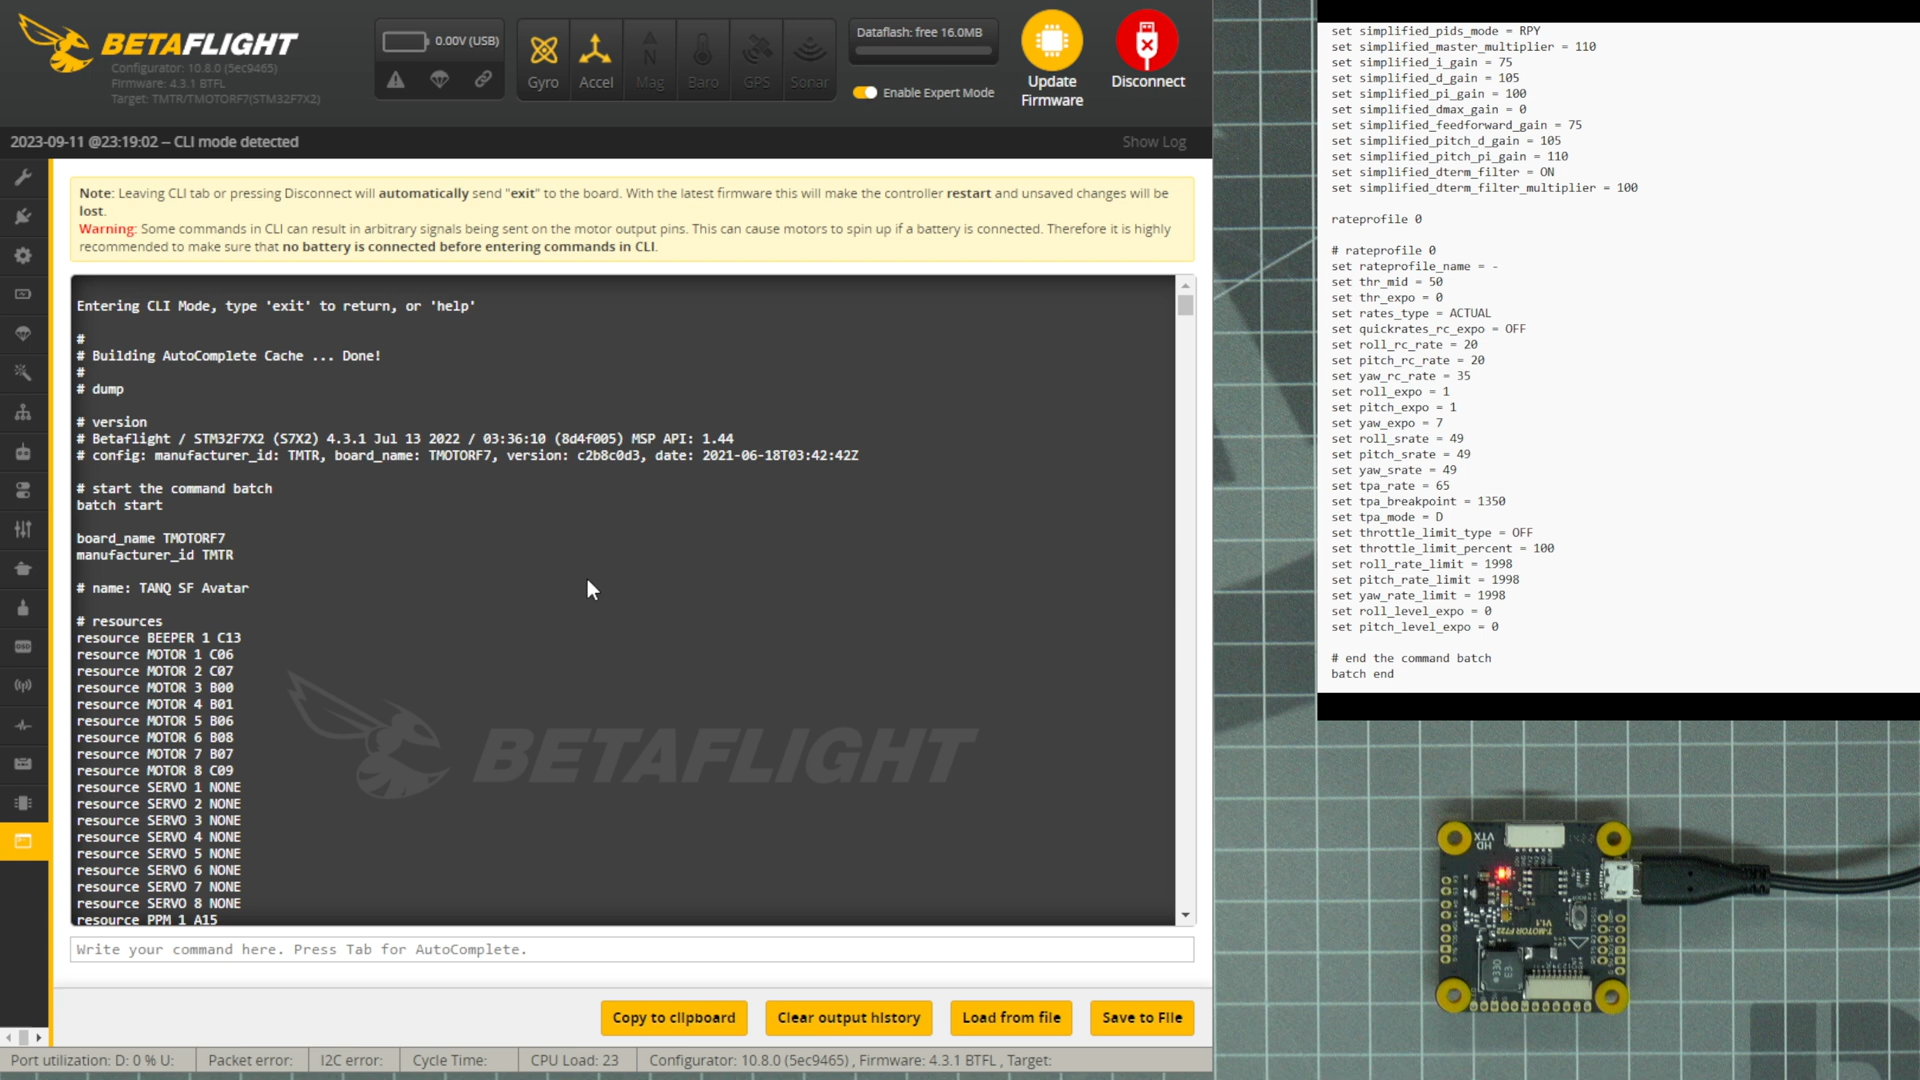 BETAFLIGHT
Configurator: 10.8.0 (5ec9465)
Firmware: 4.3.1 BTFL
Target: TMTR/TMOTORF7(STM32F7X2)
0.00V (USB)
Gyro
Accel
Mag
Baro
GPS
Sonar
Dataflash: free 16.0MB
Enable Expert Mode
Update
Firmware
Disconnect
2023-09-11 @23:19:02 -- CLI mode detected
Show Log
Note: Leaving CLI tab or pressing Disconnect will automatically send "exit" to the board. With the latest firmware this will make the controller restart and unsaved changes will be
lost.
Warning: Some commands in CLI can result in arbitrary signals being sent on the motor output pins. This can cause motors to spin up if a battery is connected. Therefore it is highly
recommended to make sure that no battery is connected before entering commands in CLI.
Entering CLI Mode, type 'exit' to return, or 'help'
#
# Building AutoComplete Cache ... Done!
#
# dump
# version
# Betaflight / STM32F7X2 (S7X2) 4.3.1 Jul 13 2022 / 03:36:10 (8d4f005) MSP API: 1.44
# config: manufacturer_id: TMTR, board_name: TMOTORF7, version: c2b8c0d3, date: 2021-06-18T03:42:42Z
# start the command batch
batch start
board_name TMOTORF7
manufacturer_id TMTR
# name: TANQ SF Avatar
# resources
resource BEEPER 1 C13
resource MOTOR 1 C06
resource MOTOR 2 C07
resource MOTOR 3 B00
resource MOTOR 4 B01
resource MOTOR 5 B06
resource MOTOR 6 B08
resource MOTOR 7 B07
resource MOTOR 8 C09
resource SERVO 1 NONE
resource SERVO 2 NONE
resource SERVO 3 NONE
resource SERVO 4 NONE
resource SERVO 5 NONE
resource SERVO 6 NONE
resource SERVO 7 NONE
resource SERVO 8 NONE
resource PPM 1 A15
BETAFLIGHT
Write your command here. Press Tab for AutoComplete.
Copy to clipboard
Clear output history
Load from file
Save to File
Port utilization: D: 0 % U:
Packet error:
I2C error:
Cycle Time:
CPU Load: 23
Configurator: 10.8.0 (5ec9465) , Firmware: 4.3.1 BTFL , Target:
set simplified_pids_mode = RPY
set simplified_master_multiplier = 110
set simplified_i_gain = 75
set simplified_d_gain = 105
set simplified_pi_gain = 100
set simplified_dmax_gain = 0
set simplified_feedforward_gain = 75
set simplified_pitch_d_gain = 105
set simplified_pitch_pi_gain = 110
set simplified_dterm_filter = ON
set simplified_dterm_filter_multiplier = 100
rateprofile 0
# rateprofile 0
set rateprofile_name = -
set thr_mid = 50
set thr_expo = 0
set rates_type = ACTUAL
set quickrates_rc_expo = OFF
set roll_rc_rate = 20
set pitch_rc_rate = 20
set yaw_rc_rate = 35
set roll_expo = 1
set pitch_expo = 1
set yaw_expo = 7
set roll_srate = 49
set pitch_srate = 49
set yaw_srate = 49
set tpa_rate = 65
set tpa_breakpoint = 1350
set tpa_mode = D
set throttle_limit_type = OFF
set throttle_limit_percent = 100
set roll_rate_limit = 1998
set pitch_rate_limit = 1998
set yaw_rate_limit = 1998
set roll_level_expo = 0
set pitch_level_expo = 0
# end the command batch
batch end
HD
VTX
T-MOTOR F722
V1.1